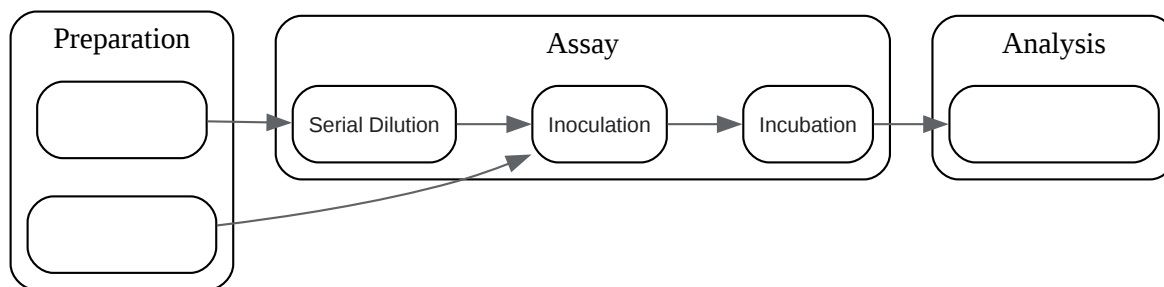 Preparation
Assay
Serial Dilution
Inoculation
Incubation
Analysis